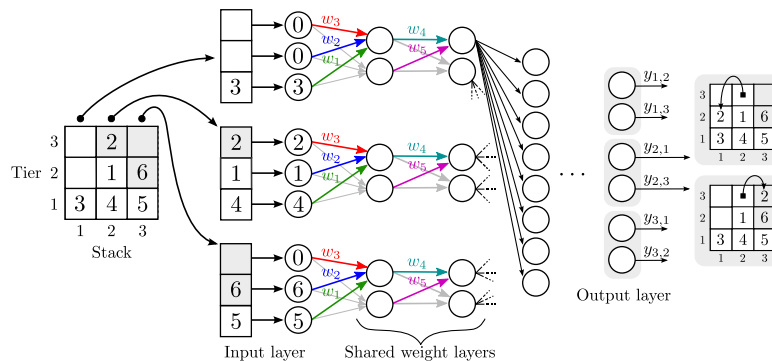 3 2
Tier 2 1 6
1 3 4 5
1 2 3
Stack
3
0
0
3
2
1
4
2
1
4
6
5
0
6
5
w₃
w₂
w₁
w₄
w₅
w₃
w₂
w₁
w₄
w₅
w₃
w₂
w₁
w₄
w₅
Input layer
Shared weight layers
...
y₁,₂
y₁,₃
y₂,₁
y₂,₃
y₃,₁
y₃,₂
Output layer
3
2 2 1 6
1 3 4 5
1 2 3
3 2
2 1 6
1 3 4 5
1 2 3